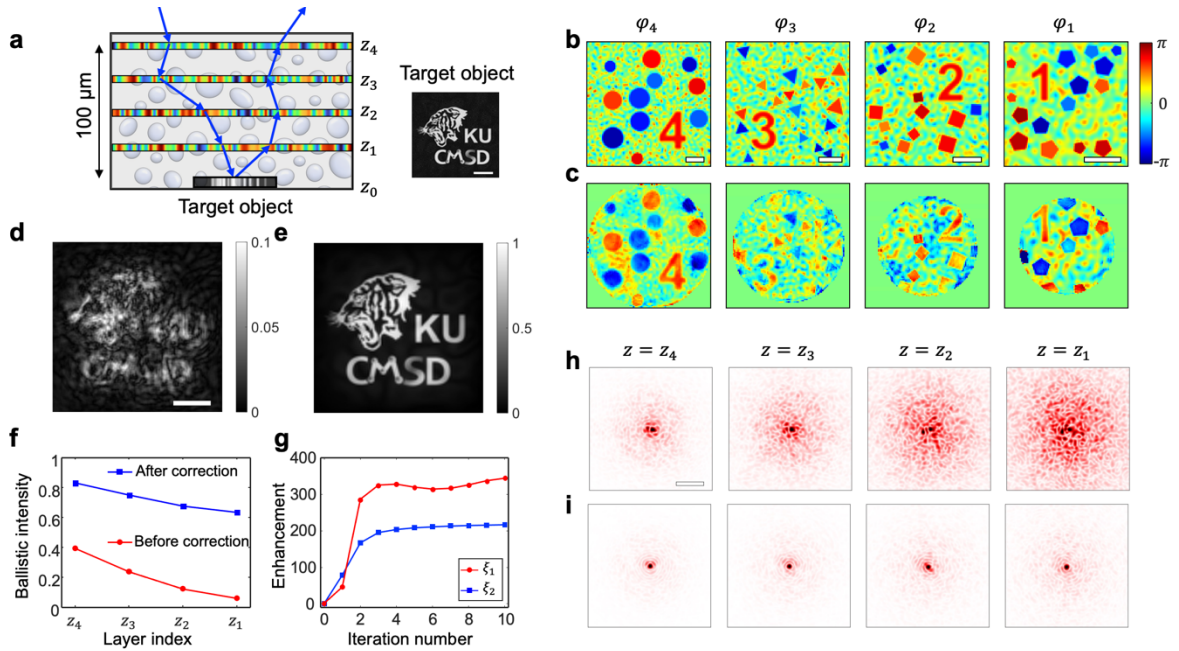 a
z₄
z₃
z₂
z₁
z₀
100 μm
Target object
Target object
KU
CMSD
b
φ₄
φ₃
φ₂
φ₁
4
3
2
1
π
0
-π
c
4
3
2
1
d
0.1
0.05
0
e
KU
CMSD
1
0.5
0
f
Ballistic intensity
1
0.8
0.6
0.4
0.2
0
After correction
Before correction
z₄ z₃ z₂ z₁
Layer index
g
Enhancement
400
300
200
100
0
ξ₁
ξ₂
0 2 4 6 8 10
Iteration number
h
z = z₄
z = z₃
z = z₂
z = z₁
i